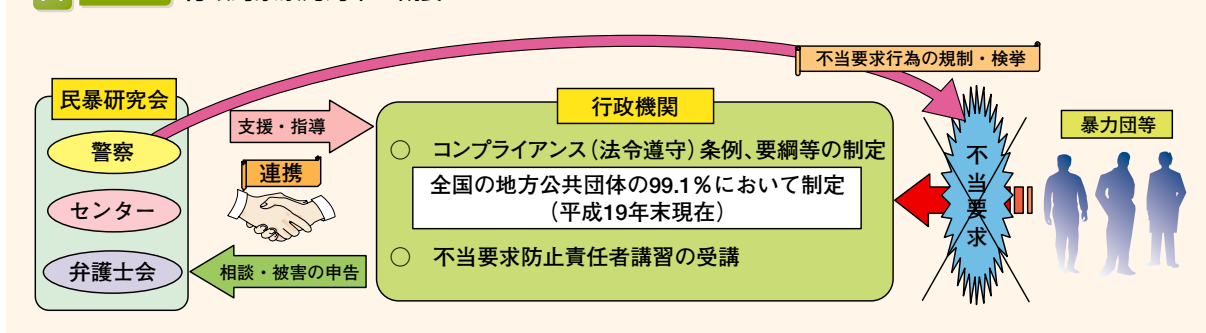 不当要求行為の規制・検挙
民暴研究会
警察
センター
弁護士会
支援・指導
連携
相談・被害の申告
行政機関
○ コンプライアンス(法令遵守)条例、要綱等の制定
全国の地方公共団体の99.1%において制定
(平成19年末現在)
○ 不当要求防止責任者講習の受講
不当要求
暴力団等